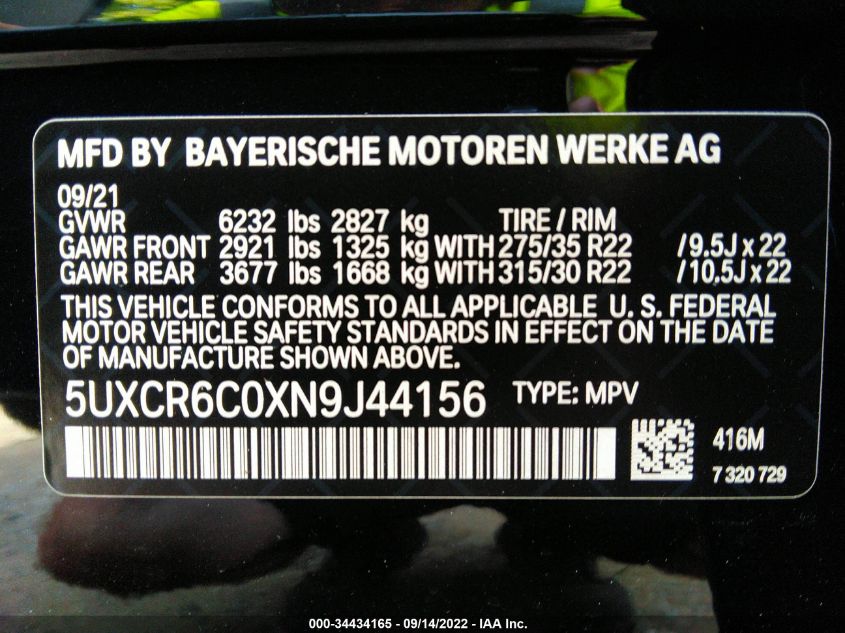 MFD BY BAYERISCHE MOTOREN WERKE AG
09/21
GVWR 6232 lbs 2827 kg TIRE / RIM
GAWR FRONT 2921 lbs 1325 kg WITH 275/35 R22 /9.5J x 22
GAWR REAR 3677 lbs 1668 kg WITH 315/30 R22 /10.5J x 22
THIS VEHICLE CONFORMS TO ALL APPLICABLE U. S. FEDERAL
MOTOR VEHICLE SAFETY STANDARDS IN EFFECT ON THE DATE
OF MANUFACTURE SHOWN ABOVE.
5UXCR6C0XN9J44156 TYPE: MPV
416M
7 320 729
000-34434165 - 09/14/2022 - IAA Inc.